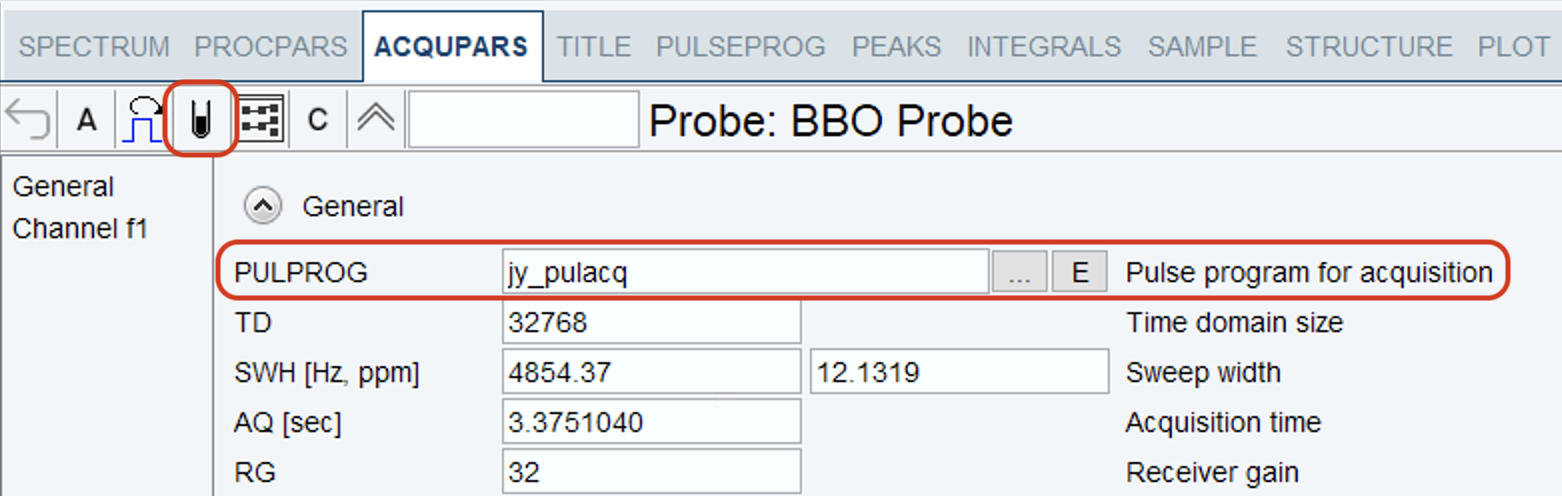 SPECTRUM PROCPARS ACQUPARS TITLE PULSEPROG PEAKS INTEGRALS SAMPLE STRUCTURE PLOT
A C Probe: BBO Probe
General
Channel f1
General
PULPROG jy_pulacq ... E Pulse program for acquisition
TD 32768 Time domain size
SWH [Hz, ppm] 4854.37 12.1319 Sweep width
AQ [sec] 3.3751040 Acquisition time
RG 32 Receiver gain